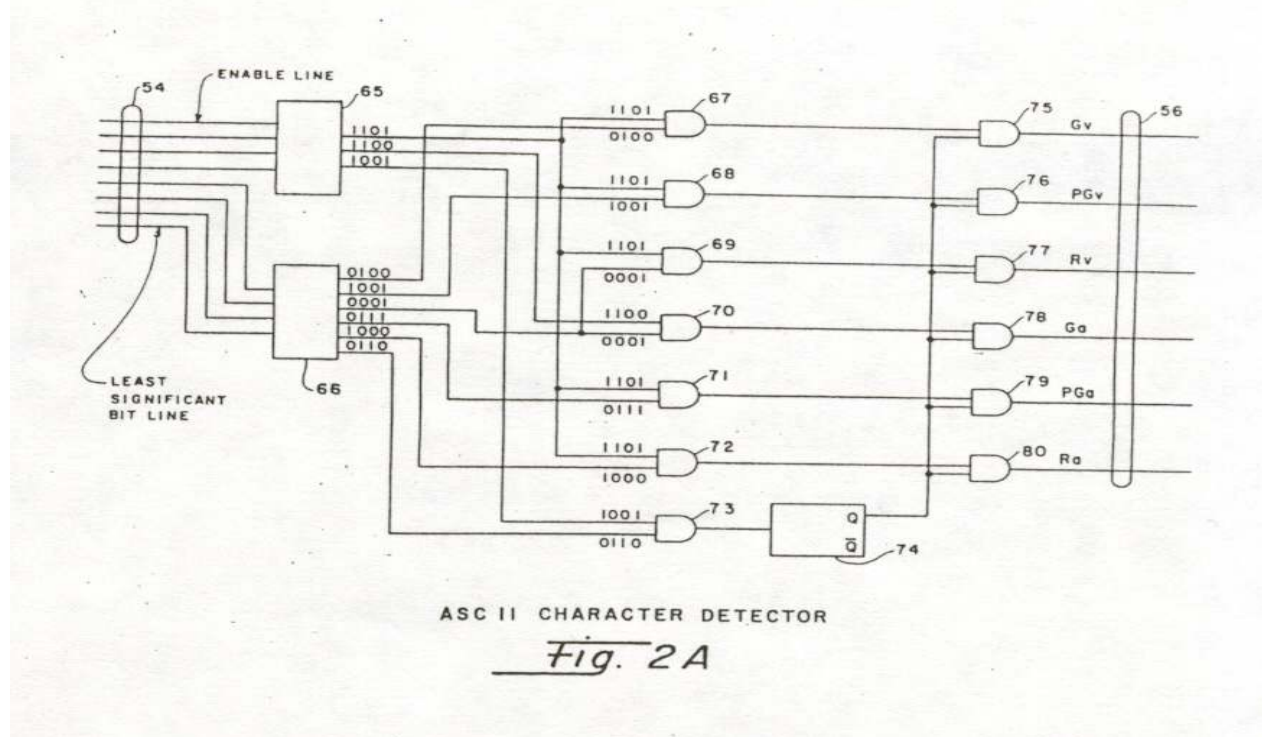 54
ENABLE LINE
65
1101
1100
1001
0100
1001
0001
0111
1000
0110
66
LEAST
SIGNIFICANT
BIT LINE
1101
0100
67
1101
1001
68
1101
0001
69
1100
0001
70
1101
0111
71
1101
1000
72
1001
0110
73
Q
Q̅
74
75
Gv
76
PGv
77
Rv
78
Ga
79
PGa
80
Ra
56
ASC II CHARACTER DETECTOR
Fig. 2A